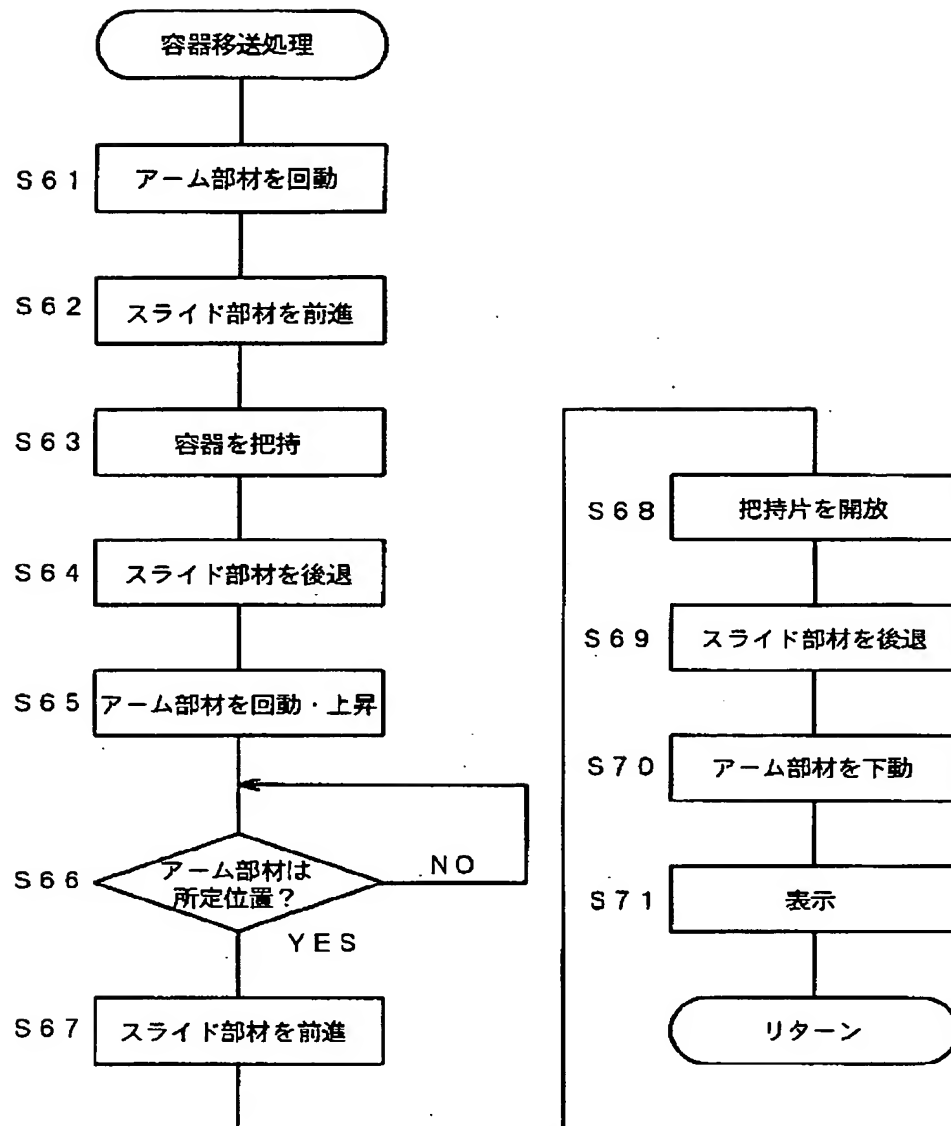 容器移送処理
S61
アーム部材を回動
S62
スライド部材を前進
S63
容器を把持
S64
スライド部材を後退
S65
アーム部材を回動・上昇
S66
アーム部材は
所定位置？
NO
YES
S67
スライド部材を前進
S68
把持片を開放
S69
スライド部材を後退
S70
アーム部材を下動
S71
表示
リターン